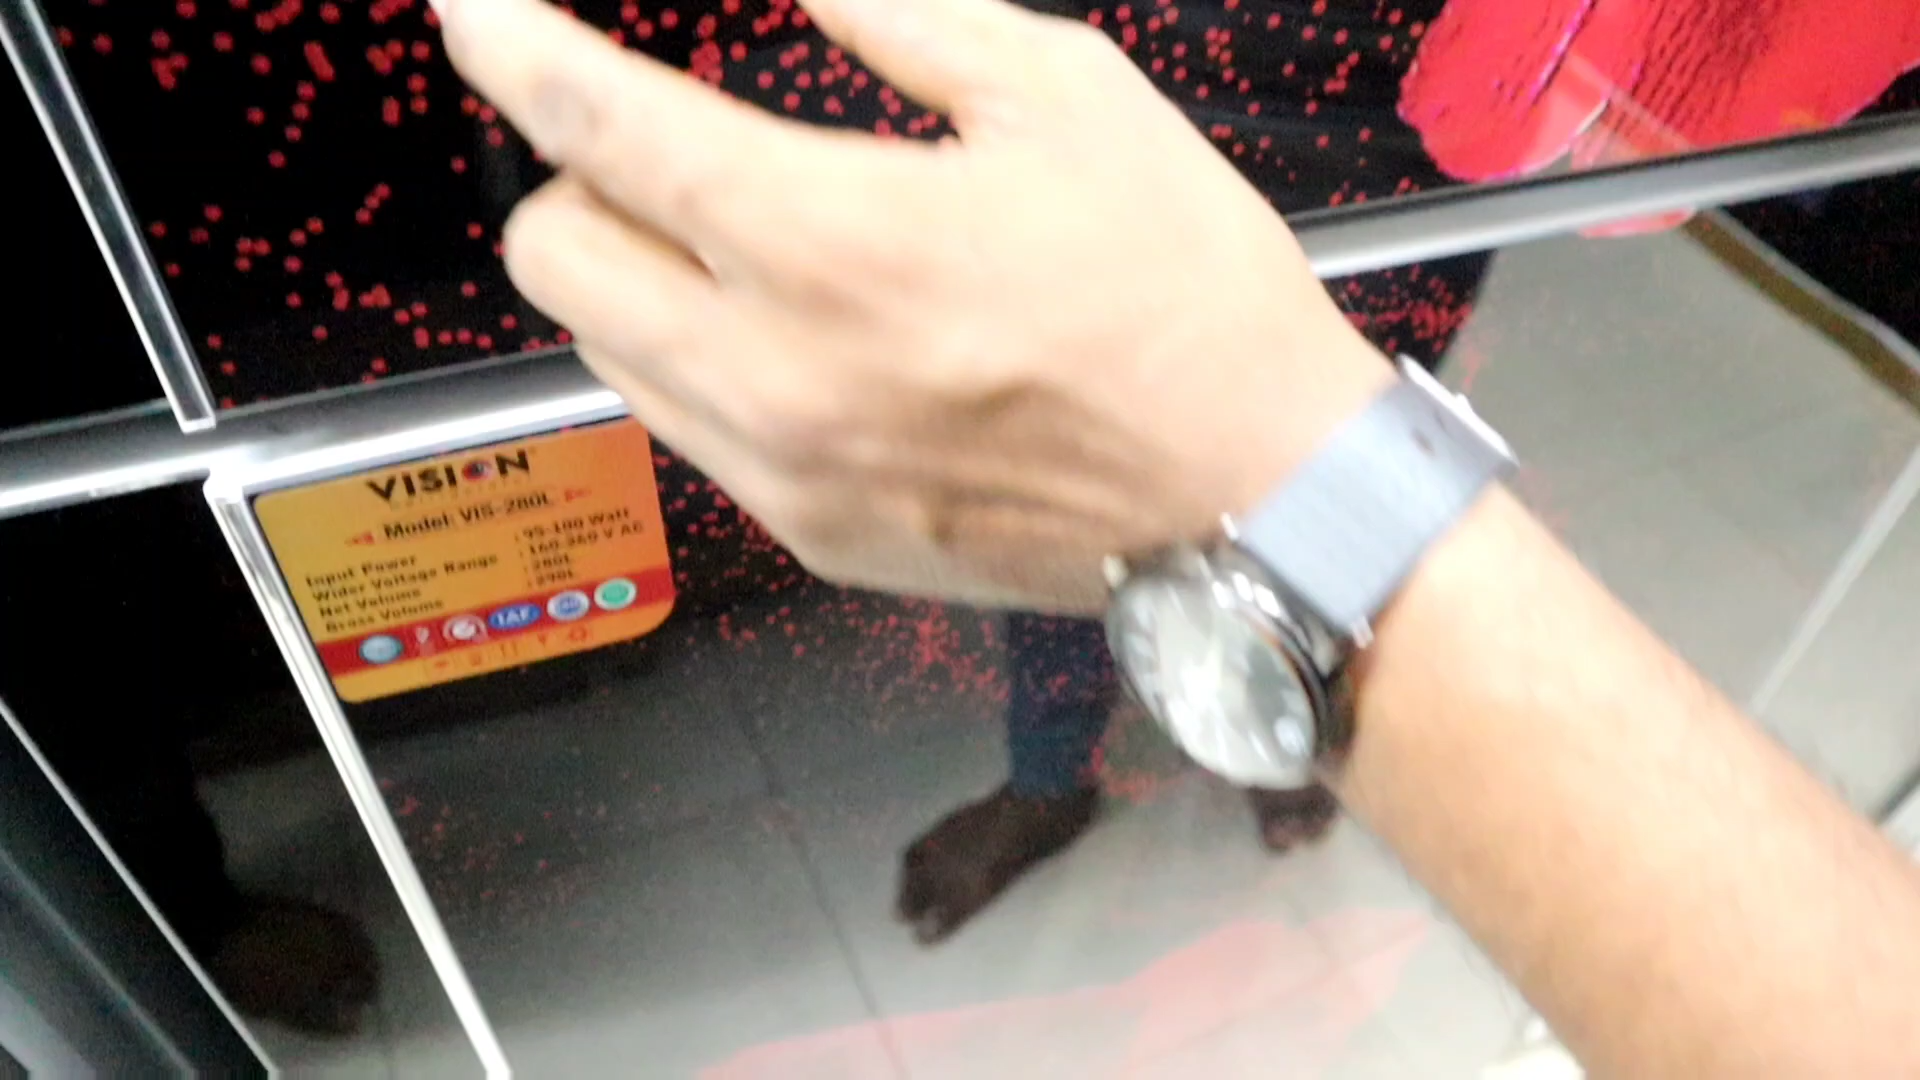 VISION
Model: VIS-280L
Input Power : 95-100 Watt
Wider Voltage Range : 160-260 V AC
Net Volume : 280L
Gross Volume : 290L
IAF